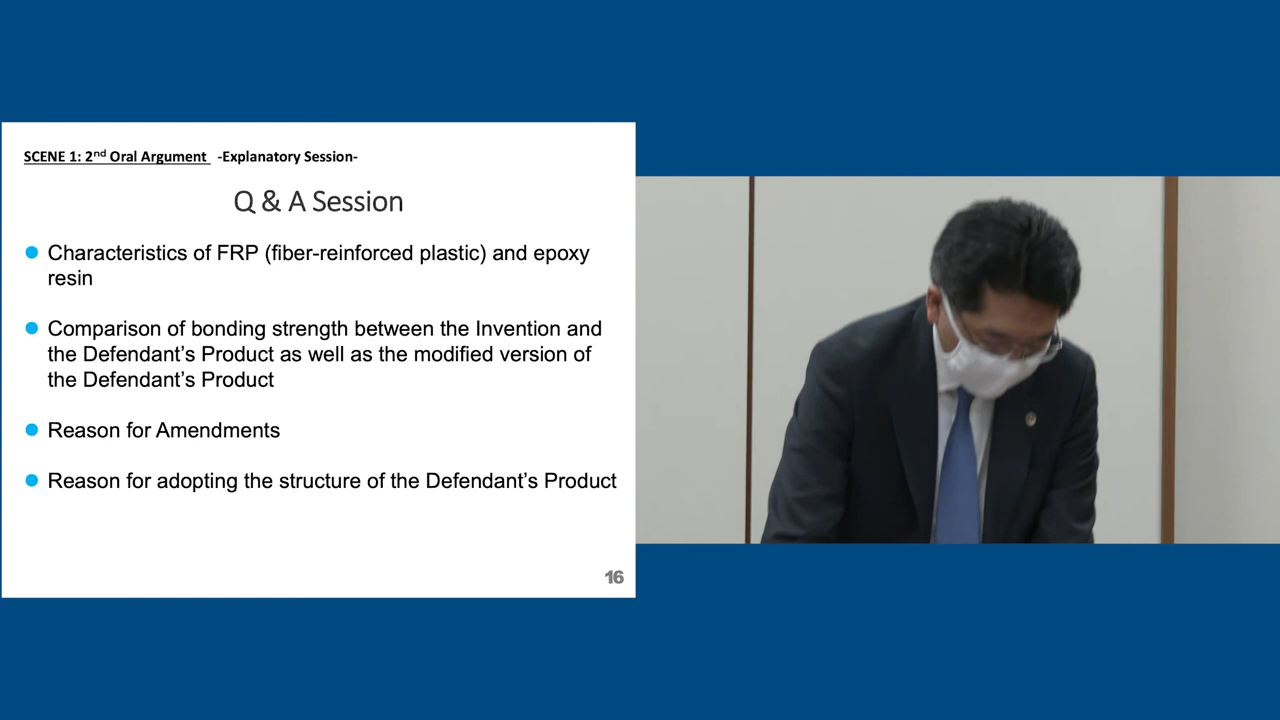 SCENE 1: 2nd Oral Argument -Explanatory Session-
Q & A Session
Characteristics of FRP (fiber-reinforced plastic) and epoxy
resin
Comparison of bonding strength between the Invention and
the Defendant’s Product as well as the modified version of
the Defendant’s Product
Reason for Amendments
Reason for adopting the structure of the Defendant’s Product
16